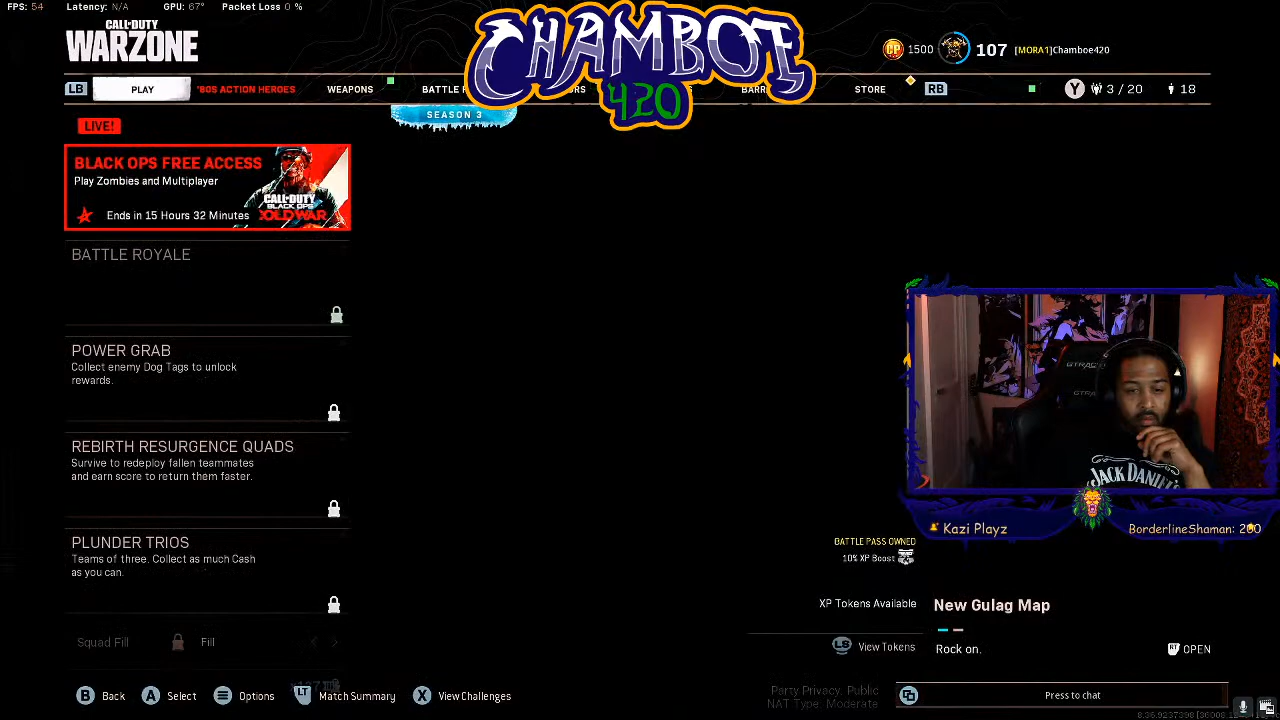 FPS: 54 Latency: N/A GPU: 67° Packet Loss 0 %
CALL OF DUTY
WARZONE
CHAMBOE
420
CP 1500 107 [MORA1]Chamboe420
LB PLAY '80S ACTION HEROES WEAPONS BATTLE STORE RB Y 3 / 20 18
SEASON 3
LIVE!
BLACK OPS FREE ACCESS
Play Zombies and Multiplayer
CALL OF DUTY
BLACK OPS
COLD WAR
Ends in 15 Hours 32 Minutes
BATTLE ROYALE
POWER GRAB
Collect enemy Dog Tags to unlock
rewards.
REBIRTH RESURGENCE QUADS
Survive to redeploy fallen teammates
and earn score to return them faster.
PLUNDER TRIOS
Teams of three. Collect as much Cash
as you can.
Squad Fill Fill
JACK DANIEL'S
Kazi Playz BorderlineShaman: 200
BATTLE PASS OWNED
10% XP Boost
XP Tokens Available
LS View Tokens
New Gulag Map
Rock on.
RT OPEN
Party Privacy: Public
NAT Type: Moderate
B Back A Select Options LT Match Summary X View Challenges
Press to chat